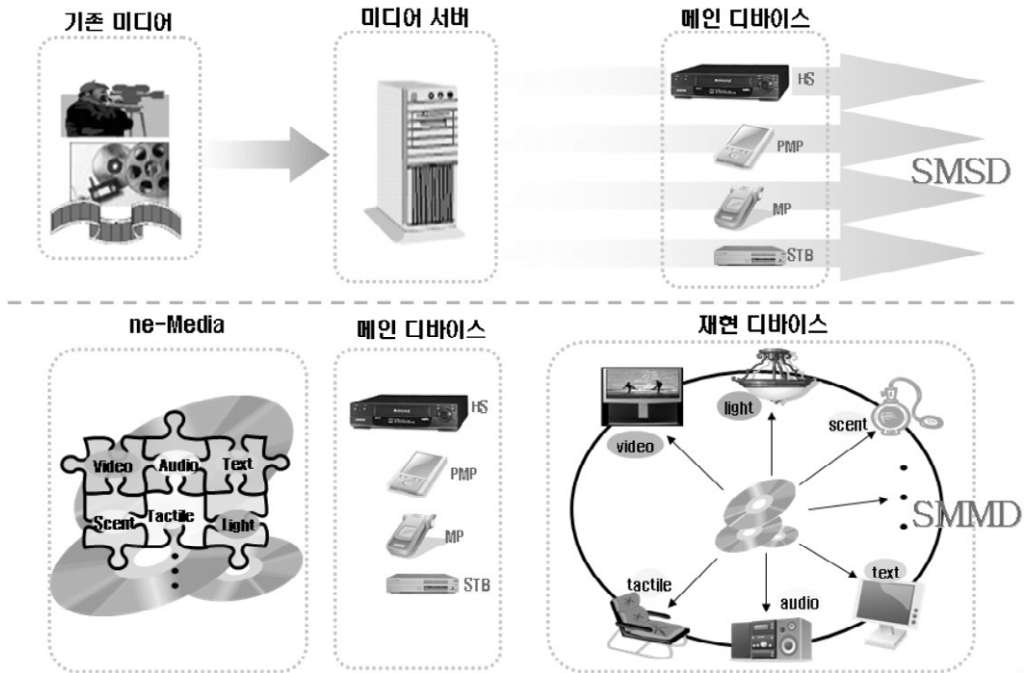 기존 미디어
미디어 서버
메인 디바이스
HS
PMP
MP
STB
SMSD
ne-Media
메인 디바이스
재현 디바이스
Video
Audio
Text
Scent
Tactile
Light
HS
PMP
MP
STB
video
light
scent
SMMD
text
audio
tactile